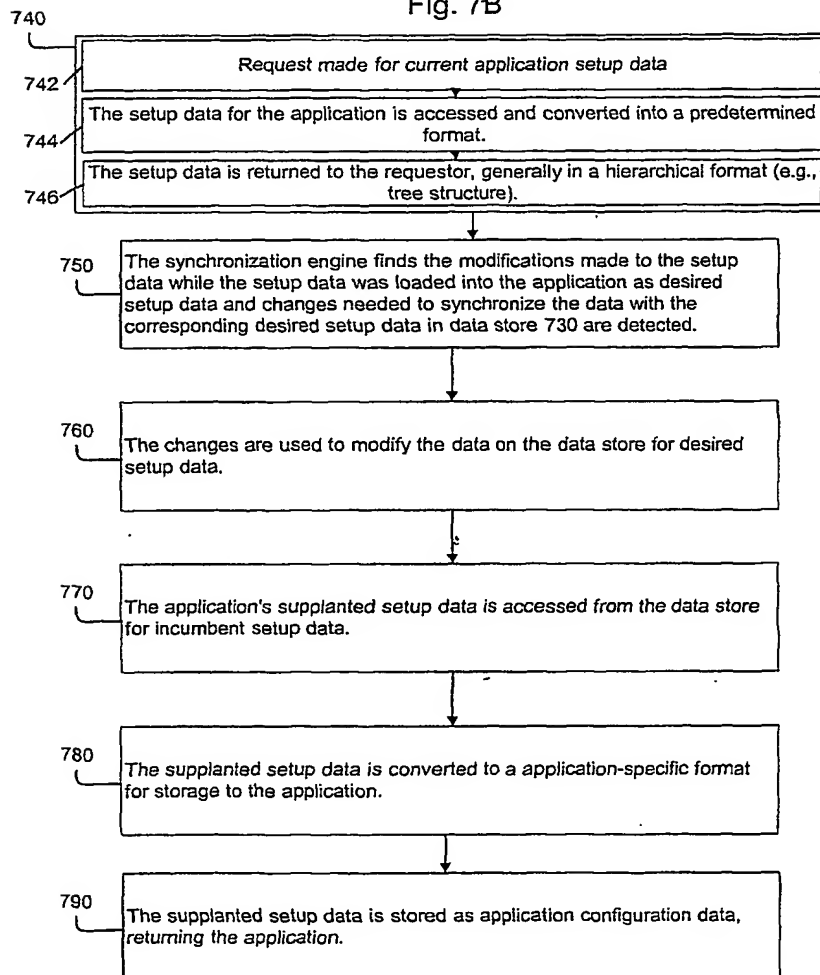 Fig. 7B
740
742
Request made for current application setup data
744
The setup data for the application is accessed and converted into a predetermined
format.
746
The setup data is returned to the requestor, generally in a hierarchical format (e.g.,
tree structure).
750
The synchronization engine finds the modifications made to the setup
data while the setup data was loaded into the application as desired
setup data and changes needed to synchronize the data with the
corresponding desired setup data in data store 730 are detected.
760
The changes are used to modify the data on the data store for desired
setup data.
770
The application's supplanted setup data is accessed from the data store
for incumbent setup data.
780
The supplanted setup data is converted to a application-specific format
for storage to the application.
790
The supplanted setup data is stored as application configuration data,
returning the application.